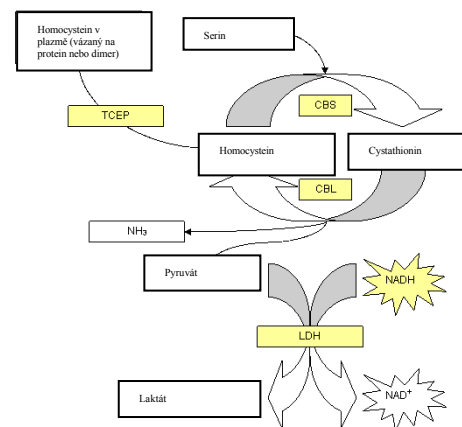 Homocystein v
plazmě (vázaný na
protein nebo dimer)
Serin
TCEP
CBS
Homocystein
Cystathionin
CBL
NH₃
Pyruvát
NADH
LDH
Laktát
NAD⁺